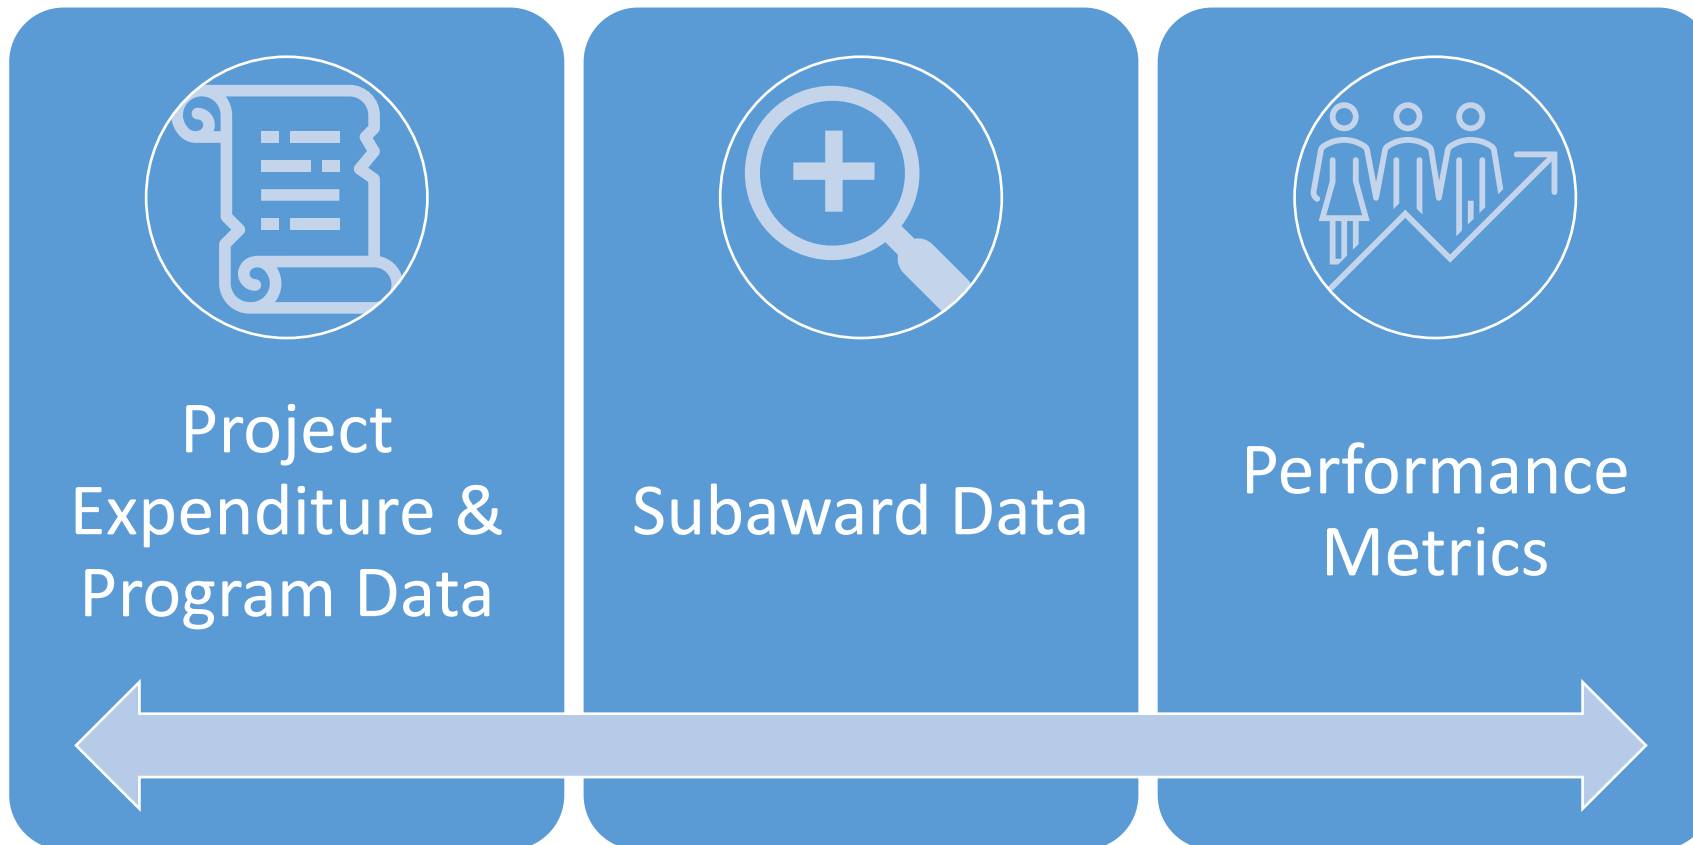 Project
Expenditure &
Program Data
Subaward Data
Performance
Metrics